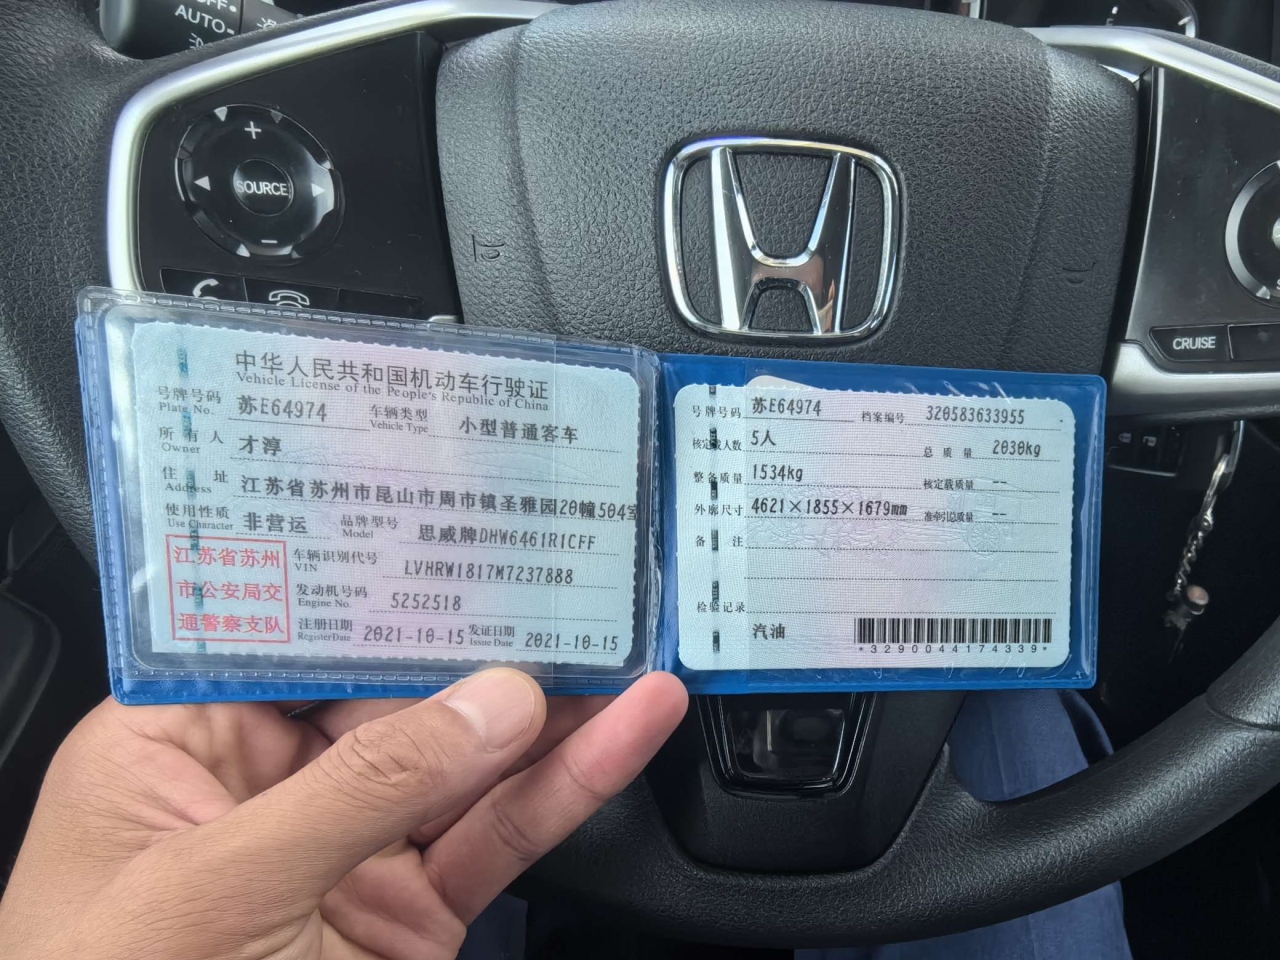 OFF
AUTO
+
SOURCE
−
CRUISE
中华人民共和国机动车行驶证
Vehicle License of the People's Republic of China
号牌号码 苏E64974 车辆类型 小型普通客车
Plate No. Vehicle Type
所有人 才淳
Owner
住址 江苏省苏州市昆山市周市镇圣雅园20幢504室
Address
使用性质 非营运 品牌型号 思威牌DHW6461R1CFF
Use Character Model
江苏省苏州
市公安局交
通警察支队
车辆识别代号 LVHRW1817M7237888
VIN
发动机号码 5252518
Engine No.
注册日期 2021-10-15 发证日期 2021-10-15
Register Date Issue Date
号牌号码 苏E64974 档案编号 320583633955
核定载人数 5人 总质量 2030kg
整备质量 1534kg 核定载质量 --
外廓尺寸 4621×1855×1679mm 准牵引总质量 --
备注
检验记录
汽油
*3290044174339*